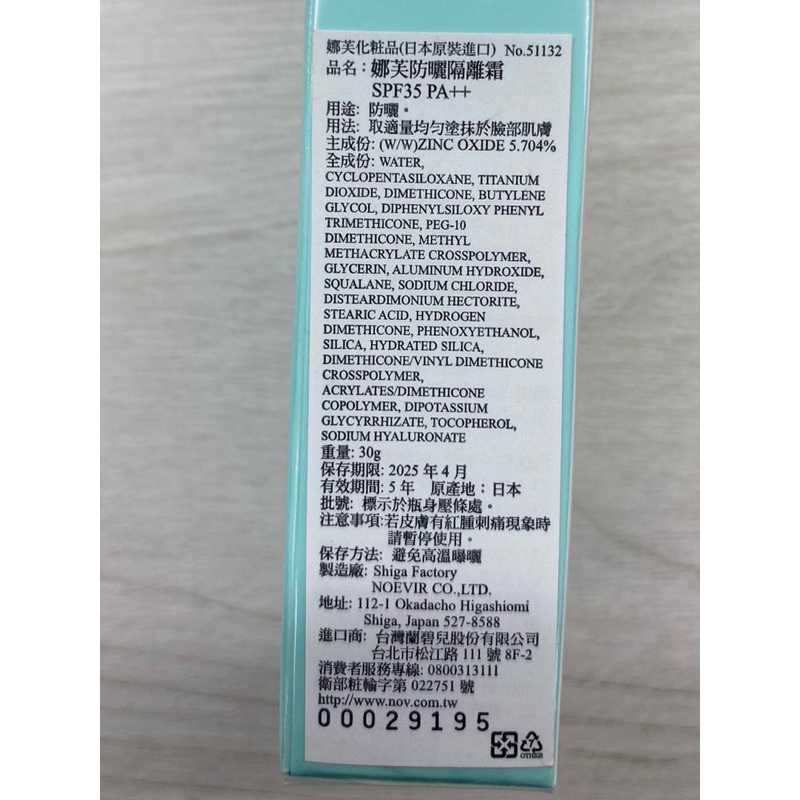 娜芙化粧品(日本原裝進口) No.51132
品名：娜芙防曬隔離霜
SPF35 PA++
用途: 防曬。
用法: 取適量均勻塗抹於臉部肌膚
主成份: (W/W)ZINC OXIDE 5.704%
全成份: WATER,
CYCLOPENTASILOXANE, TITANIUM
DIOXIDE, DIMETHICONE, BUTYLENE
GLYCOL, DIPHENYLSILOXY PHENYL
TRIMETHICONE, PEG-10
DIMETHICONE, METHYL
METHACRYLATE CROSSPOLYMER,
GLYCERIN, ALUMINUM HYDROXIDE,
SQUALANE, SODIUM CHLORIDE,
DISTEARDIMONIUM HECTORITE,
STEARIC ACID, HYDROGEN
DIMETHICONE, PHENOXYETHANOL,
SILICA, HYDRATED SILICA,
DIMETHICONE/VINYL DIMETHICONE
CROSSPOLYMER,
ACRYLATES/DIMETHICONE
COPOLYMER, DIPOTASSIUM
GLYCYRRHIZATE, TOCOPHEROL,
SODIUM HYALURONATE
重量: 30g
保存期限: 2025 年 4 月
有效期間: 5 年 原產地：日本
批號: 標示於瓶身壓條處。
注意事項:若皮膚有紅腫刺痛現象時
請暫停使用。
保存方法: 避免高溫曝曬
製造廠: Shiga Factory
NOEVIR CO.,LTD.
地址: 112-1 Okadacho Higashiomi
Shiga, Japan 527-8588
進口商: 台灣蘭碧兒股份有限公司
台北市松江路 111 號 8F-2
消費者服務專線: 0800313111
衛部粧輸字第 022751 號
http://www.nov.com.tw
00029195
7
OTHER